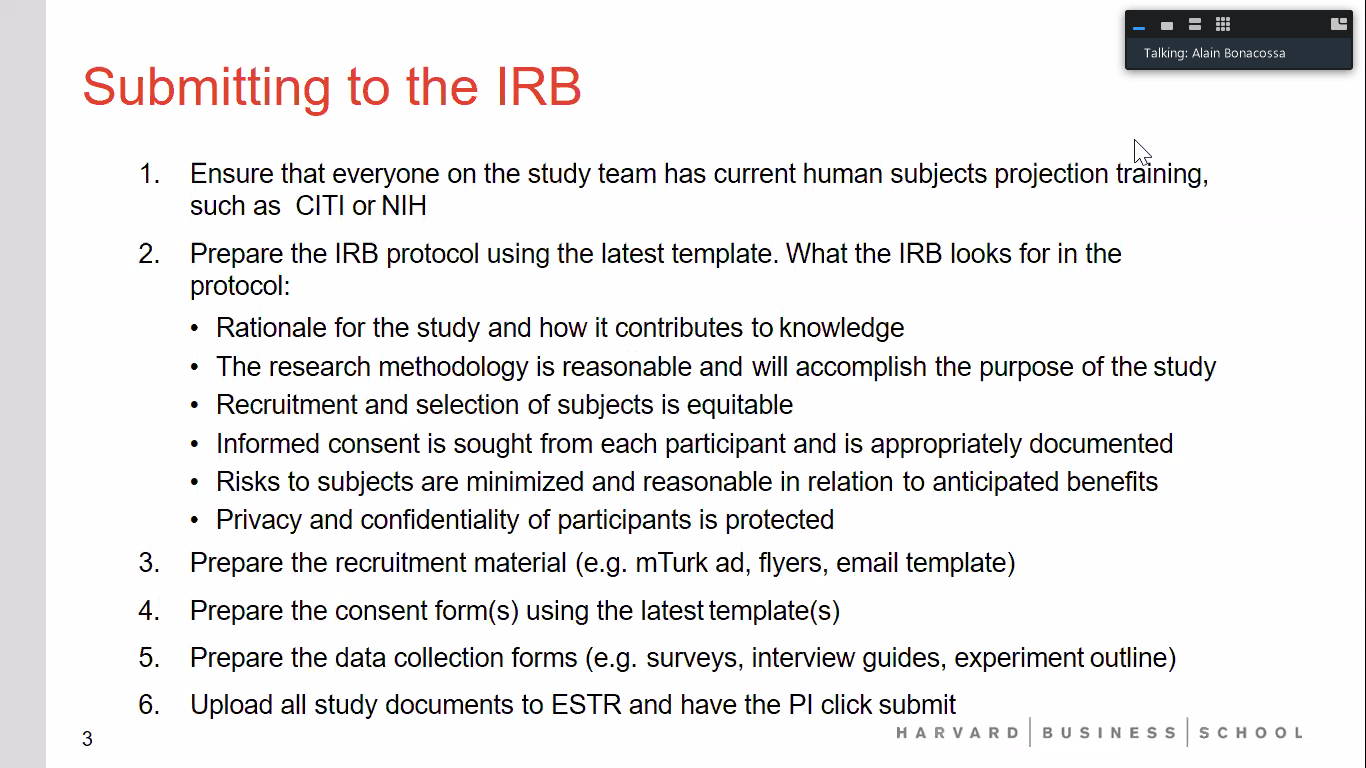 Talking: Alain Bonacossa
Submitting to the IRB
1. Ensure that everyone on the study team has current human subjects projection training,
such as CITI or NIH
2. Prepare the IRB protocol using the latest template. What the IRB looks for in the
protocol:
• Rationale for the study and how it contributes to knowledge
• The research methodology is reasonable and will accomplish the purpose of the study
• Recruitment and selection of subjects is equitable
• Informed consent is sought from each participant and is appropriately documented
• Risks to subjects are minimized and reasonable in relation to anticipated benefits
• Privacy and confidentiality of participants is protected
3. Prepare the recruitment material (e.g. mTurk ad, flyers, email template)
4. Prepare the consent form(s) using the latest template(s)
5. Prepare the data collection forms (e.g. surveys, interview guides, experiment outline)
6. Upload all study documents to ESTR and have the PI click submit
3
HARVARD | BUSINESS | SCHOOL